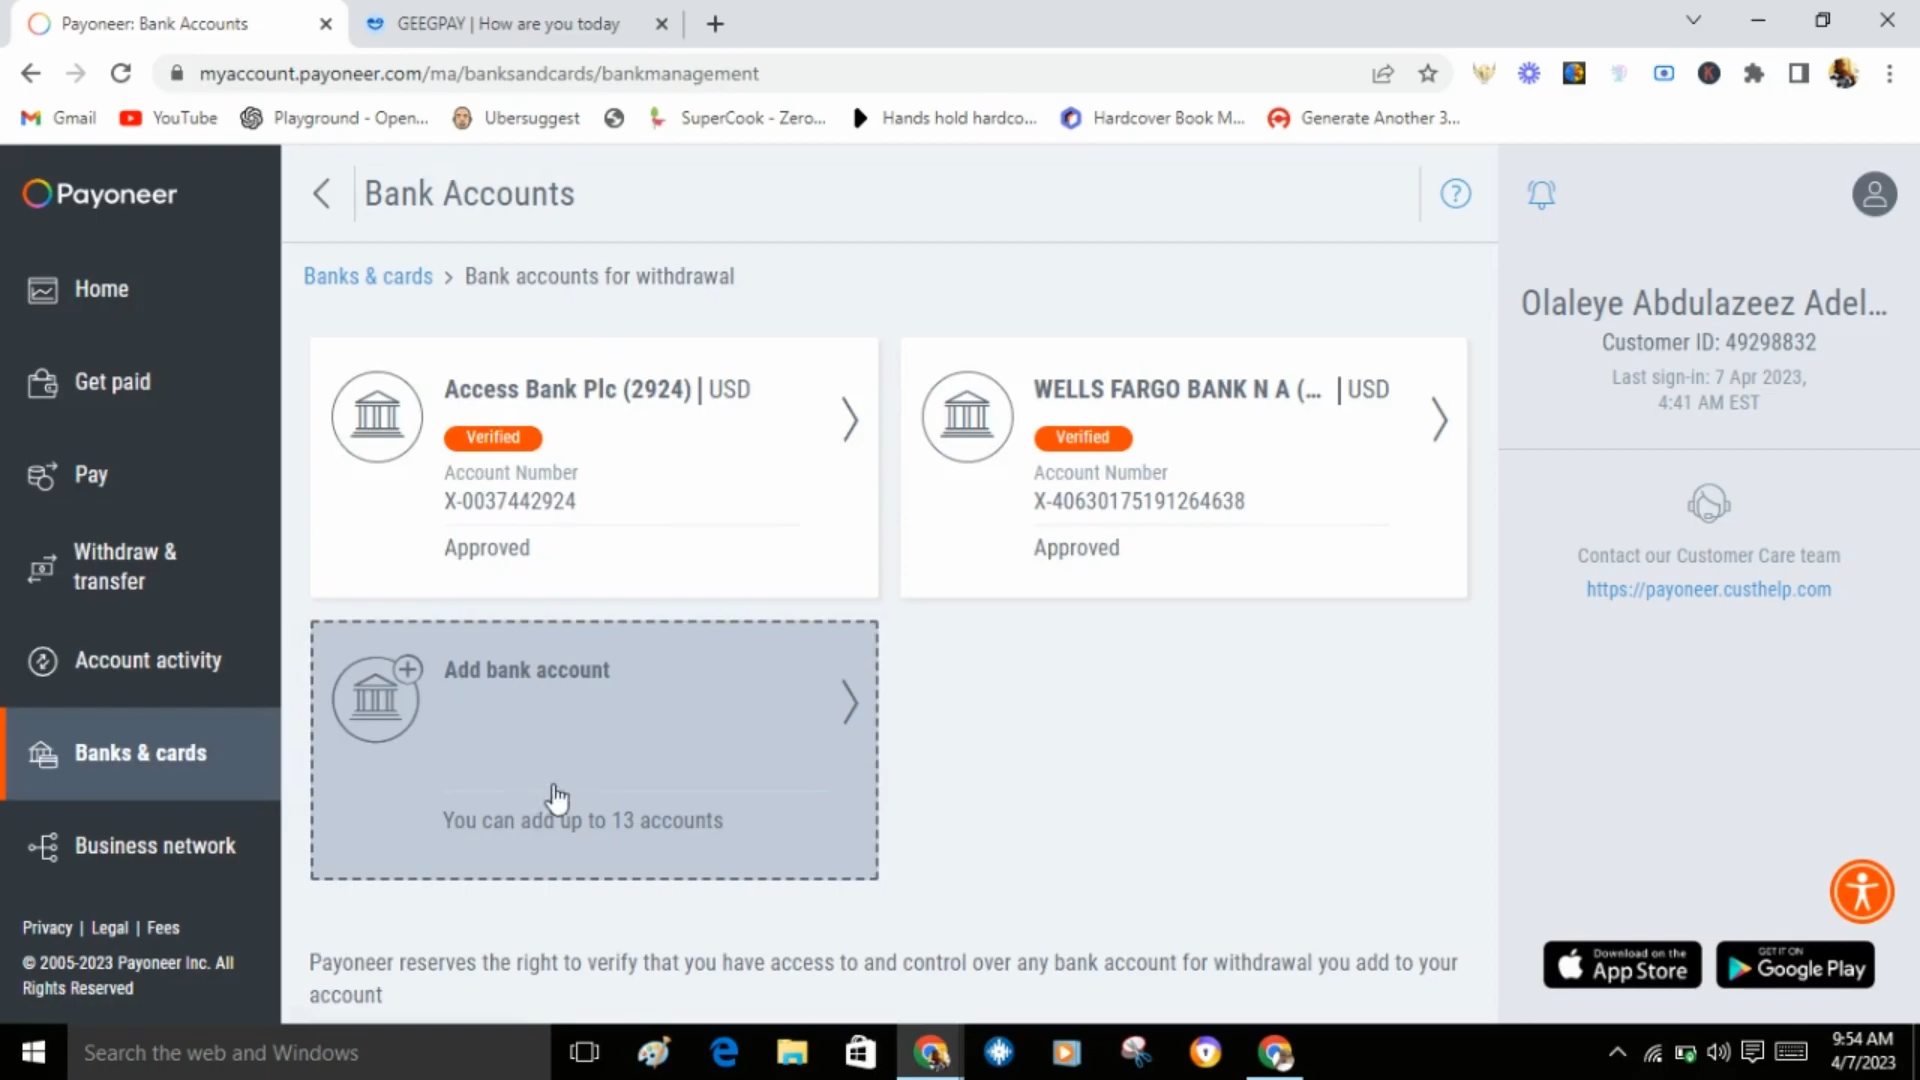 Payoneer: Bank Accounts
GEEGPAY | How are you today
myaccount.payoneer.com/ma/banksandcards/bankmanagement
Gmail
YouTube
Playground - Open...
Ubersuggest
SuperCook - Zero...
Hands hold hardco...
Hardcover Book M...
Generate Another 3...
Payoneer
Home
Get paid
Pay
Withdraw &
transfer
Account activity
Banks & cards
Business network
Privacy | Legal | Fees
© 2005-2023 Payoneer Inc. All
Rights Reserved
Bank Accounts
?
Banks & cards > Bank accounts for withdrawal
Access Bank Plc (2924) | USD
Verified
Account Number
X-0037442924
Approved
WELLS FARGO BANK N A (... | USD
Verified
Account Number
X-40630175191264638
Approved
Add bank account
You can add up to 13 accounts
Payoneer reserves the right to verify that you have access to and control over any bank account for withdrawal you add to your
account
Olaleye Abdulazeez Adel...
Customer ID: 49298832
Last sign-in: 7 Apr 2023,
4:41 AM EST
Contact our Customer Care team
https://payoneer.custhelp.com
Download on the
App Store
GET IT ON
Google Play
Search the web and Windows
9:54 AM
4/7/2023